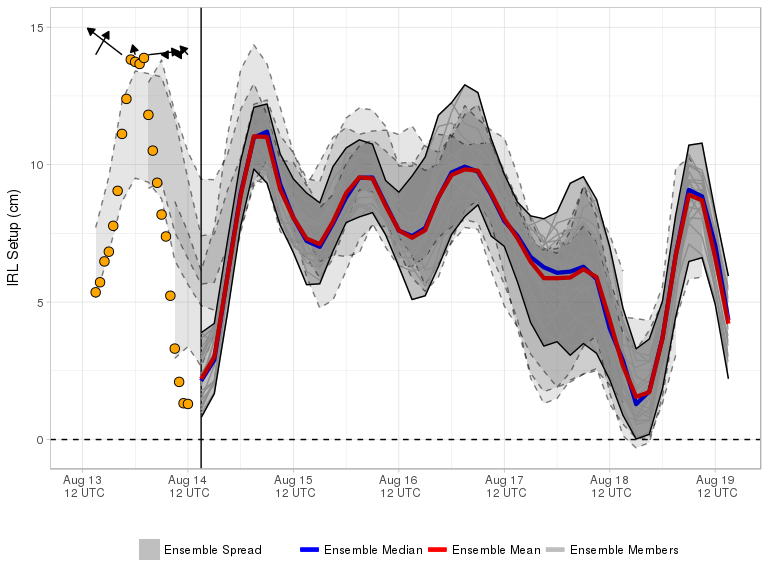 15
10
5
0
IRL Setup (cm)
Aug 13
12 UTC
Aug 14
12 UTC
Aug 15
12 UTC
Aug 16
12 UTC
Aug 17
12 UTC
Aug 18
12 UTC
Aug 19
12 UTC
Ensemble Spread
Ensemble Median
Ensemble Mean
Ensemble Members